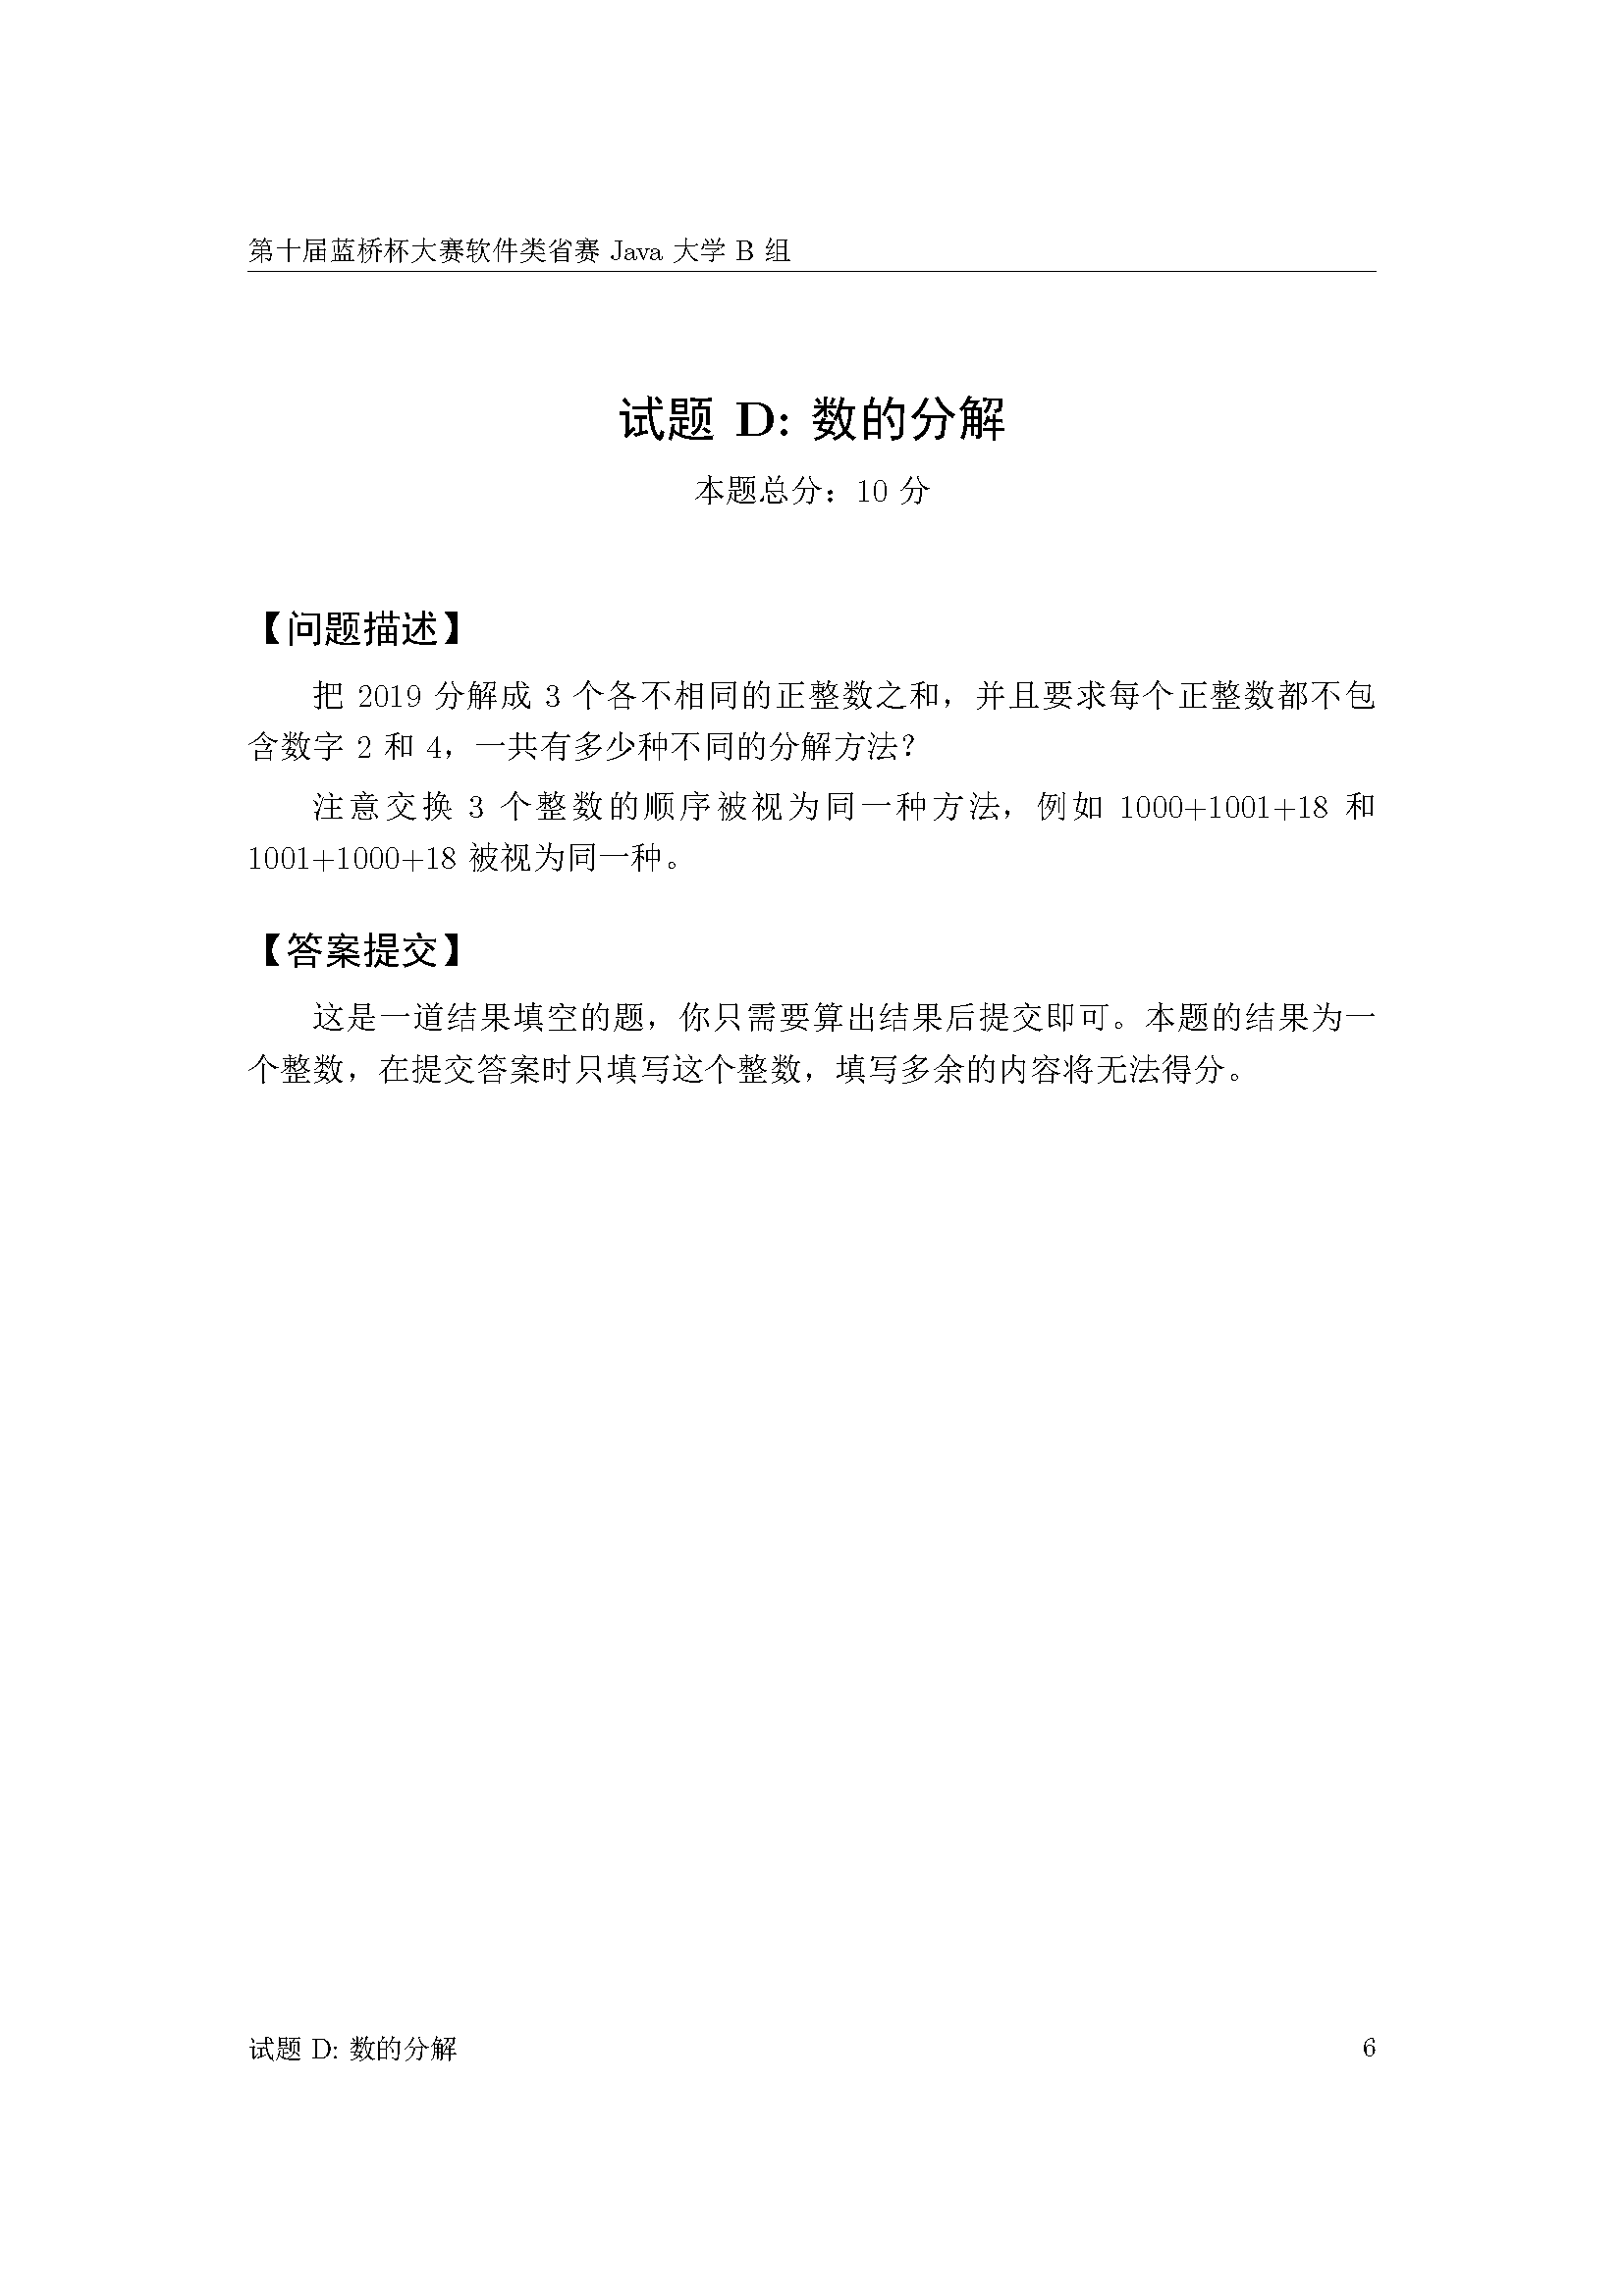 第十届蓝桥杯大赛软件类省赛 Java 大学 B 组
试题 D: 数的分解
本题总分：10 分
【问题描述】
把 2019 分解成 3 个各不相同的正整数之和，并且要求每个正整数都不包
含数字 2 和 4，一共有多少种不同的分解方法？
注意交换 3 个整数的顺序被视为同一种方法，例如 1000+1001+18 和
1001+1000+18 被视为同一种。
【答案提交】
这是一道结果填空的题，你只需要算出结果后提交即可。本题的结果为一
个整数，在提交答案时只填写这个整数，填写多余的内容将无法得分。
试题 D: 数的分解 6